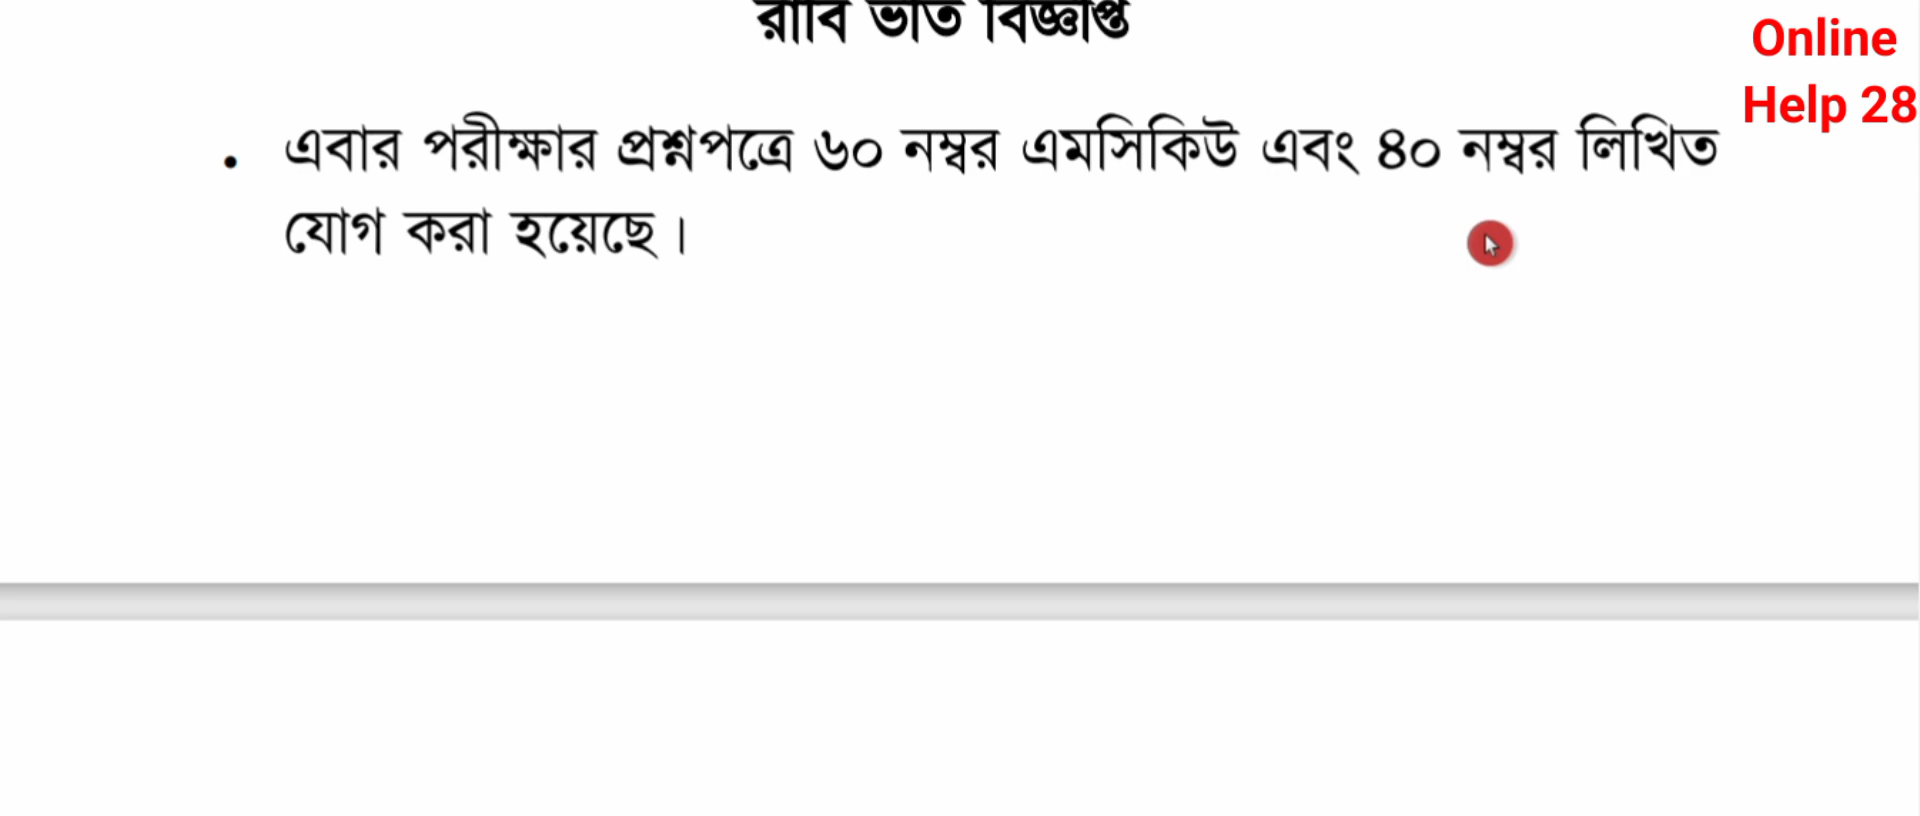 রাবি ভর্তি বিজ্ঞপ্তি
Online
Help 28
• এবার পরীক্ষার প্রশ্নপত্রে ৬০ নম্বর এমসিকিউ এবং ৪০ নম্বর লিখিত
যোগ করা হয়েছে।